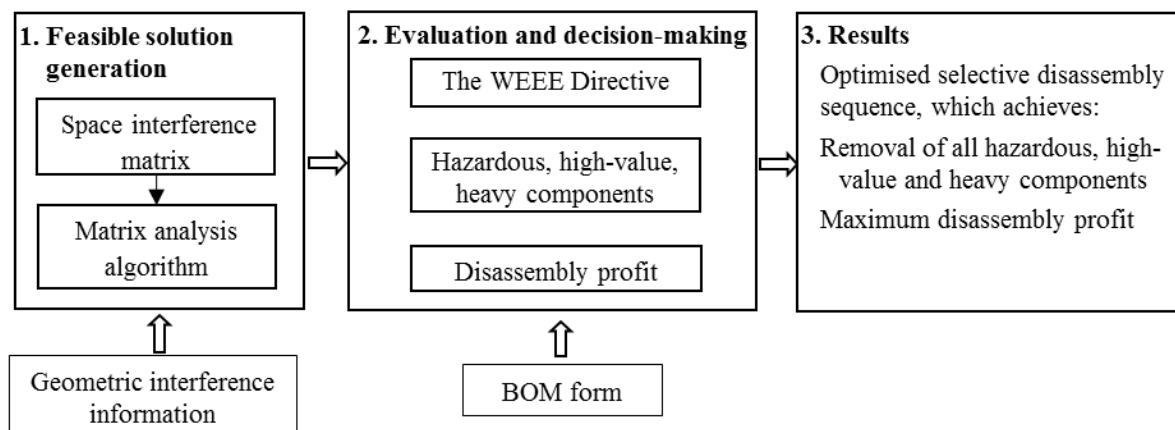 1. Feasible solution
generation
Space interference
matrix
Matrix analysis
algorithm
Geometric interference
information
2. Evaluation and decision-making
The WEEE Directive
Hazardous, high-value,
heavy components
Disassembly profit
BOM form
3. Results
Optimised selective disassembly
sequence, which achieves:
Removal of all hazardous, high-
value and heavy components
Maximum disassembly profit